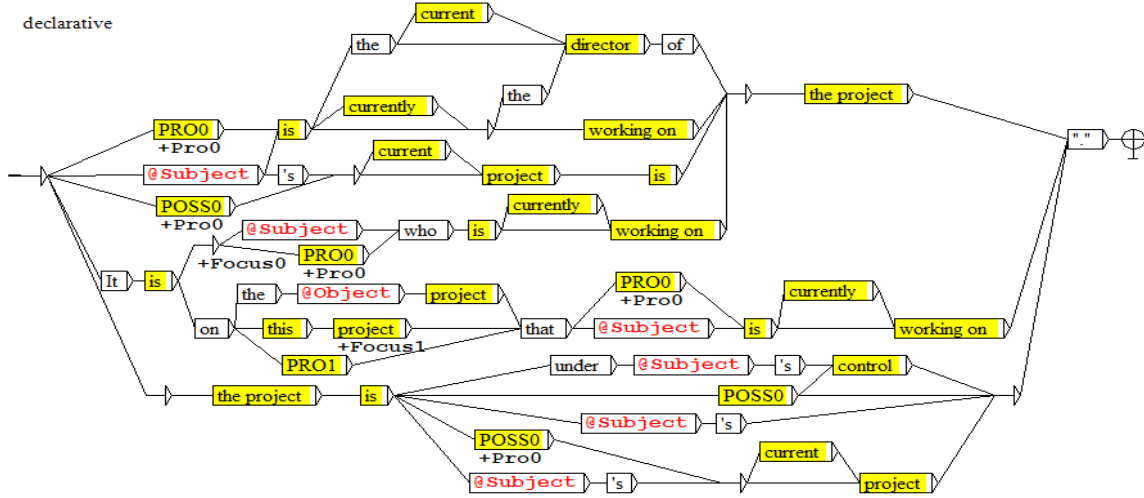 declarative
current
the director of
currently the the project
PRO0 is working on
+Pro0
"."
current
@Subject 's project is
POSS0
+Pro0
currently
@Subject who is working on
PRO0
+Focus0
+Pro0
It is
the @Object project PRO0 currently
+Pro0
on this project that @Subject is working on
+Focus1
PRO1
under @Subject 's control
the project is POSS0
@Subject 's
POSS0
+Pro0
current
@Subject 's project